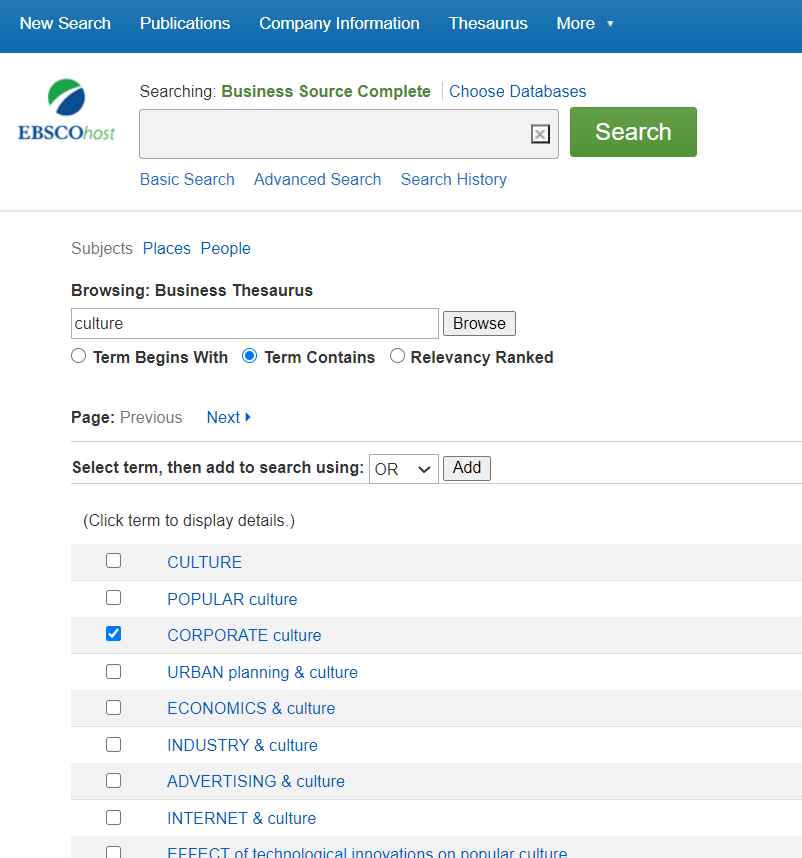 New Search Publications Company Information Thesaurus More
Searching: Business Source Complete Choose Databases
EBSCOhost
Search
Basic Search Advanced Search Search History
Subjects Places People
Browsing: Business Thesaurus
culture Browse
Term Begins With Term Contains Relevancy Ranked
Page: Previous Next
Select term, then add to search using: OR Add
(Click term to display details.)
CULTURE
POPULAR culture
CORPORATE culture
URBAN planning & culture
ECONOMICS & culture
INDUSTRY & culture
ADVERTISING & culture
INTERNET & culture
EFFECT of technological innovations on popular culture